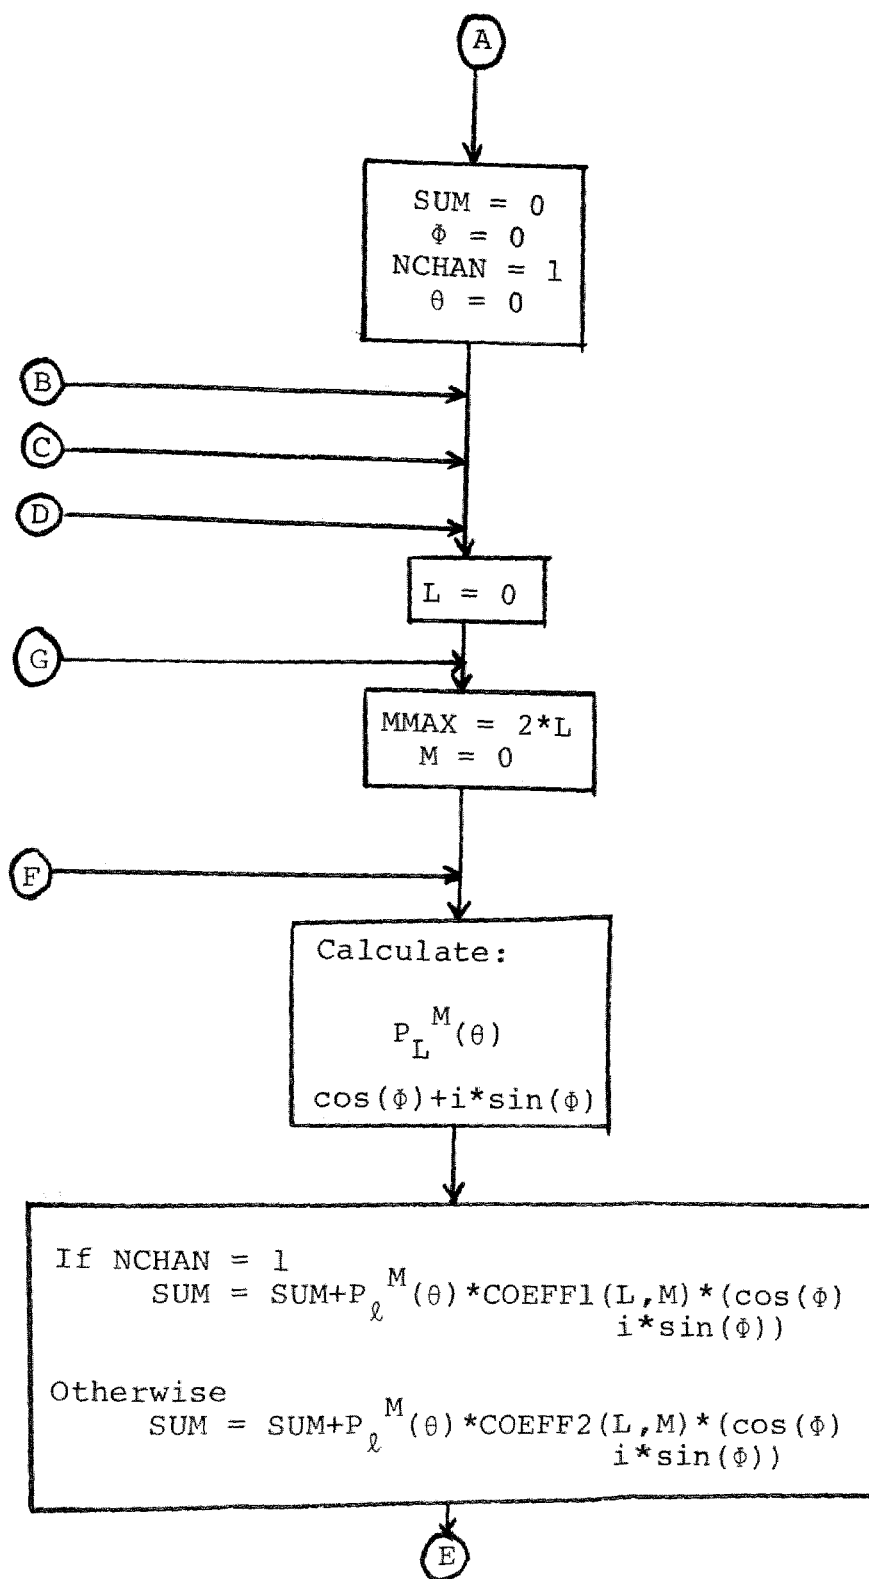 A
SUM = 0
Φ = 0
NCHAN = 1
θ = 0
B
C
D
L = 0
G
MMAX = 2*L
M = 0
F
Calculate:
P_L^M(θ)
cos(Φ)+i*sin(Φ)
If NCHAN = 1
SUM = SUM+P_ℓ^M(θ)*COEFF1(L,M)*(cos(Φ)
i*sin(Φ))
Otherwise
SUM = SUM+P_ℓ^M(θ)*COEFF2(L,M)*(cos(Φ)
i*sin(Φ))
E